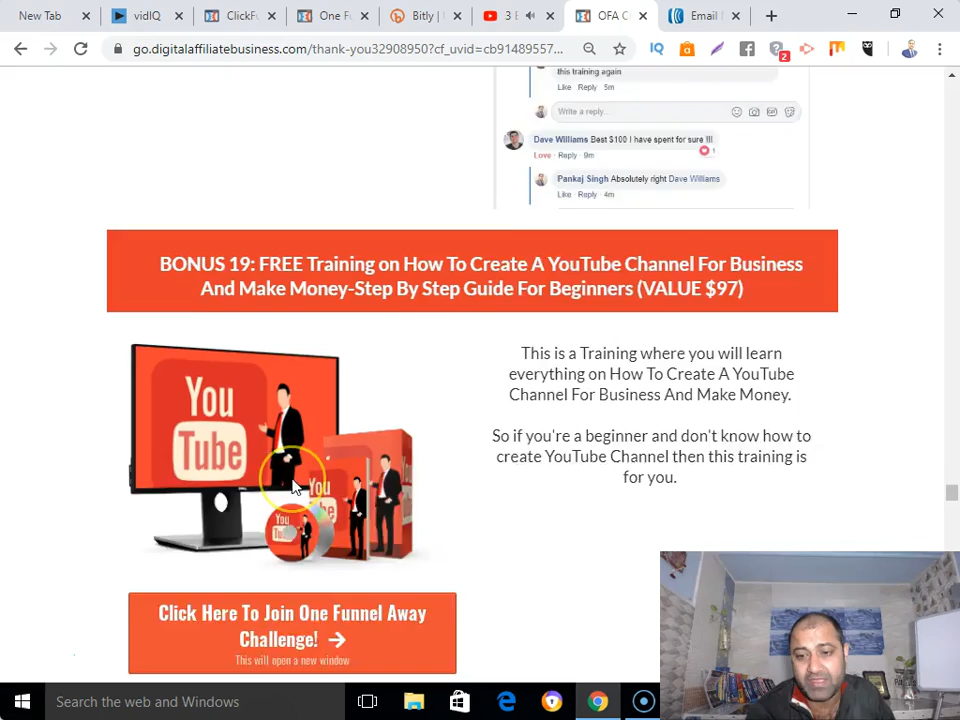 New Tab
vidIQ
ClickFu
One Fu
Bitly |
3 E
OFA C
Email M
go.digitalaffiliatebusiness.com/thank-you32908950?cf_uvid=cb91489557...
IQ
a
2
this training again
Like Reply 5m
Write a reply...
Dave Williams Best $100 I have spent for sure !!!
1
Love · Reply · 9m
Pankaj Singh Absolutely right Dave Williams
Like · Reply · 4m
BONUS 19: FREE Training on How To Create A YouTube Channel For Business
And Make Money-Step By Step Guide For Beginners (VALUE $97)
You
Tube
This is a Training where you will learn
everything on How To Create A YouTube
Channel For Business And Make Money.
So if you're a beginner and don't know how to
create YouTube Channel then this training is
for you.
Click Here To Join One Funnel Away
Challenge!
This will open a new window
Search the web and Windows